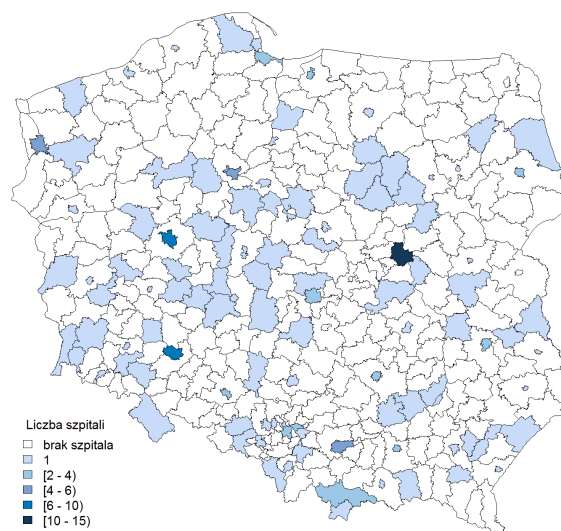 Liczba szpitali
brak szpitala
1
[2 - 4)
[4 - 6)
[6 - 10)
[10 - 15)